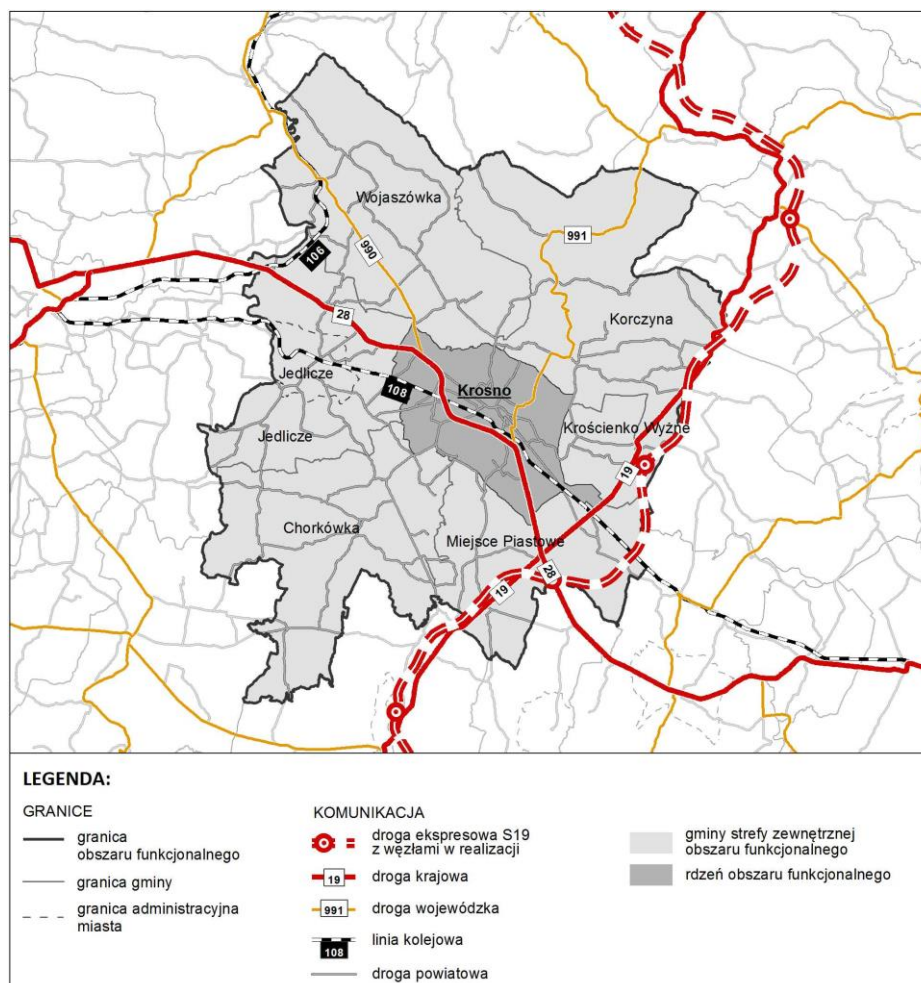 Wojaszówka
991
990
106
Korczyna
28
Jedlicze
Krosno
108
Krościenko Wyżne
Jedlicze
19
Chorkówka
Miejsce Piastowe
28
19
LEGENDA:
GRANICE
granica
obszaru funkcjonalnego
granica gminy
granica administracyjna
miasta
KOMUNIKACJA
droga ekspresowa S19
z węzłami w realizacji
19
droga krajowa
991
droga wojewódzka
linia kolejowa
108
droga powiatowa
gminy strefy zewnętrznej
obszaru funkcjonalnego
rdzeń obszaru funkcjonalnego